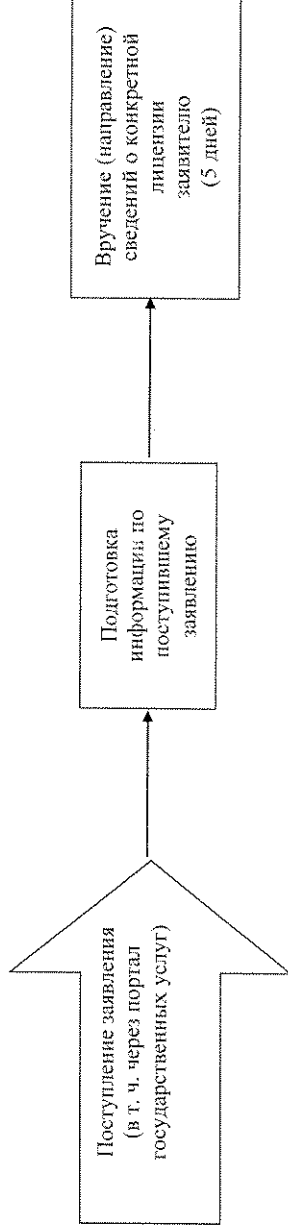 Поступление заявления
(в т. ч. через портал
государственных услуг)
Подготовка
информации по
поступившему
заявлению
Вручение (направление)
сведений о конкретной
лицензии
заявителю
(5 дней)